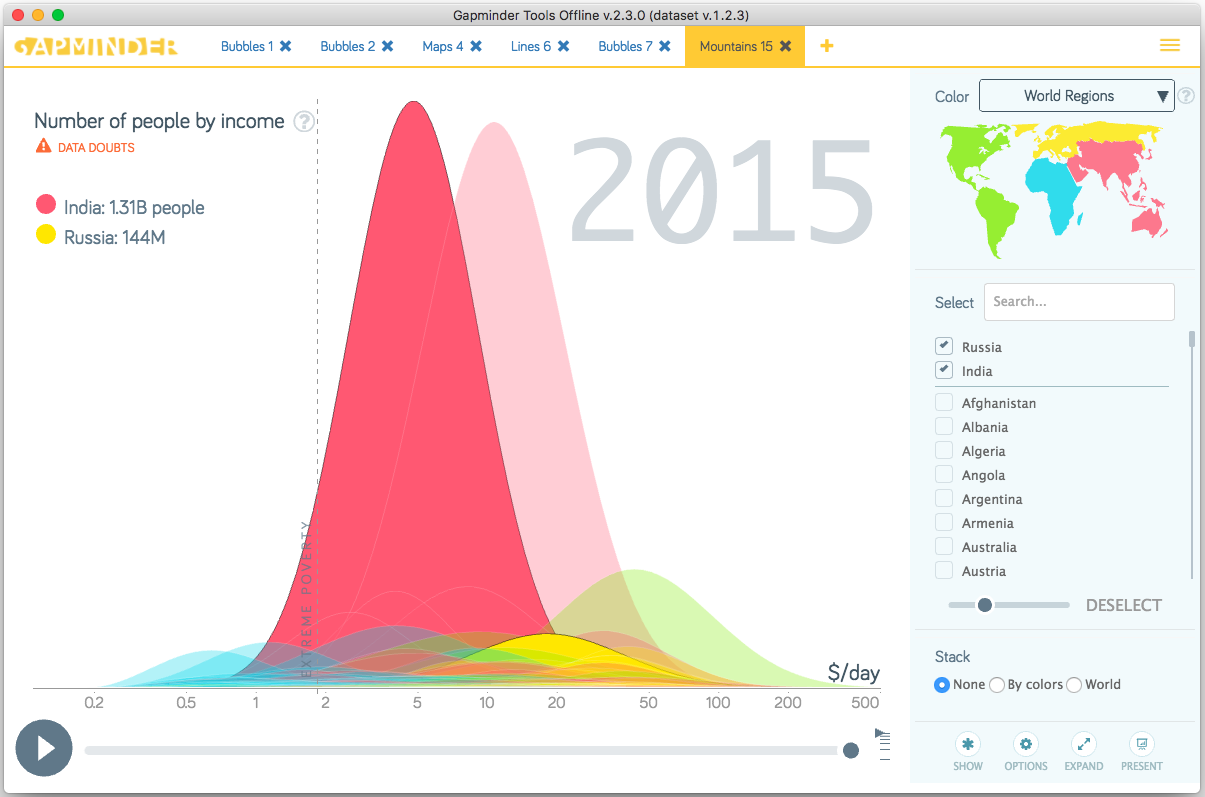 Gapminder Tools Offline v.2.3.0 (dataset v.1.2.3)
GAPMINDER
Bubbles 1 ✖ Bubbles 2 ✖ Maps 4 ✖ Lines 6 ✖ Bubbles 7 ✖ Mountains 15 ✖ +
Number of people by income ?
DATA DOUBTS
India: 1.31B people
Russia: 144M
2015
EXTREME POVERTY
$/day
0.2 0.5 1 2 5 10 20 50 100 200 500
Color World Regions ▼ ?
Select Search...
Russia
India
Afghanistan
Albania
Algeria
Angola
Argentina
Armenia
Australia
Austria
DESELECT
Stack
None By colors World
SHOW OPTIONS EXPAND PRESENT